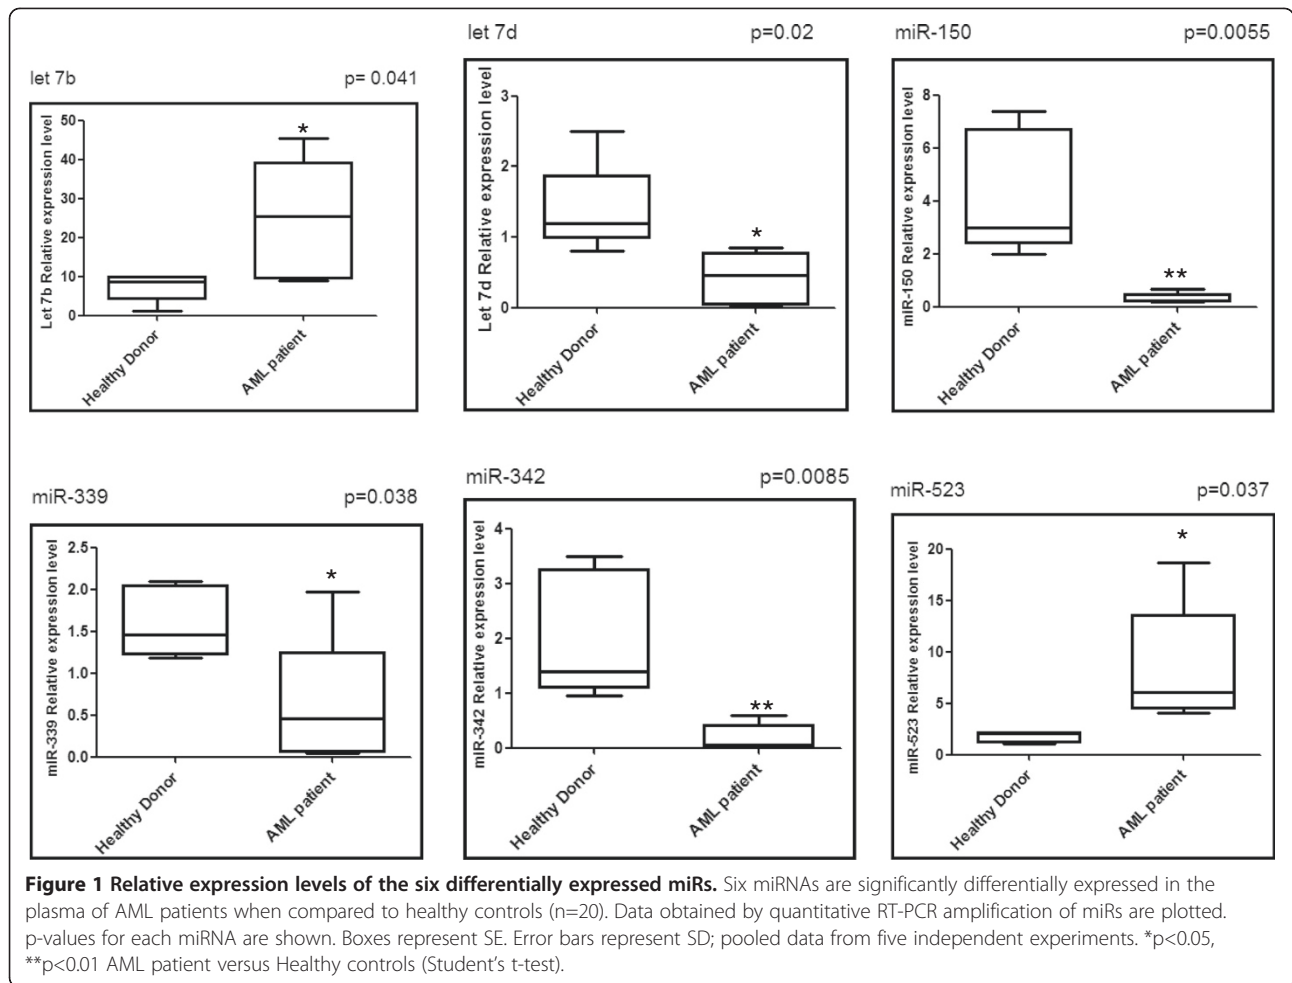 let 7b p= 0.041
Let 7b Relative expression level
50
40
30
20
10
0
*
Healthy Donor
AML patient
let 7d p=0.02
Let 7d Relative expression level
3
2
1
0
*
Healthy Donor
AML patient
miR-150 p=0.0055
miR-150 Relative expression level
8
6
4
2
0
**
Healthy Donor
AML patient
miR-339 p=0.038
miR-339 Relative expression level
2.5
2.0
1.5
1.0
0.5
0.0
*
Healthy Donor
AML patient
miR-342 p=0.0085
miR-342 Relative expression level
4
3
2
1
0
**
Healthy Donor
AML patient
miR-523 p=0.037
miR-523 Relative expression level
20
15
10
5
0
*
Healthy Donor
AML patient
Figure 1 Relative expression levels of the six differentially expressed miRs. Six miRNAs are significantly differentially expressed in the
plasma of AML patients when compared to healthy controls (n=20). Data obtained by quantitative RT-PCR amplification of miRs are plotted.
p-values for each miRNA are shown. Boxes represent SE. Error bars represent SD; pooled data from five independent experiments. *p<0.05,
**p<0.01 AML patient versus Healthy controls (Student's t-test).